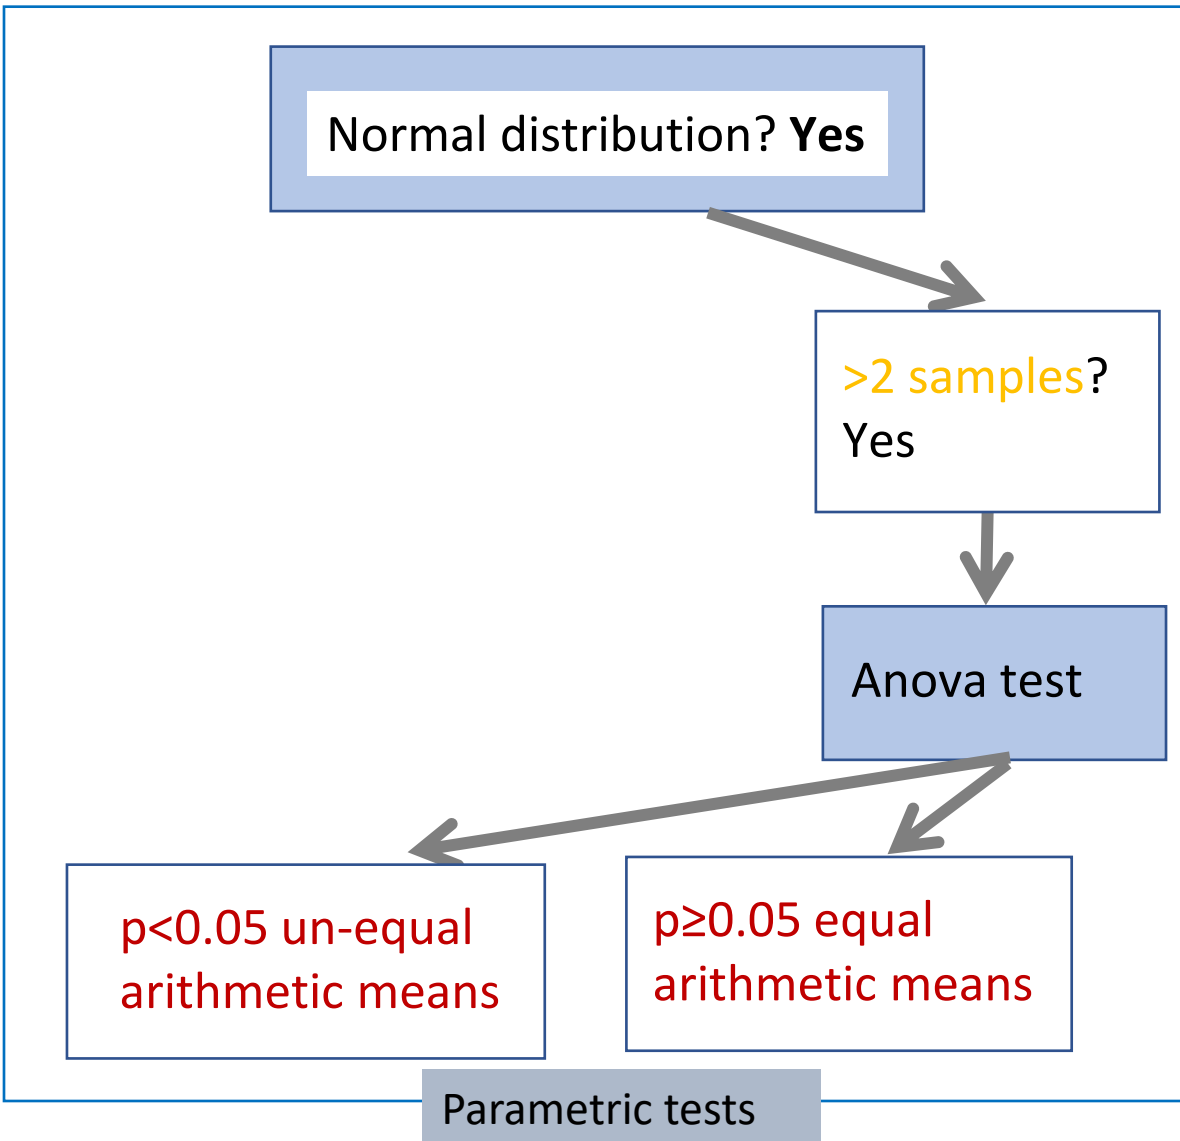 Normal distribution? Yes
>2 samples?
Yes
Anova test
p<0.05 un-equal
arithmetic means
p≥0.05 equal
arithmetic means
Parametric tests